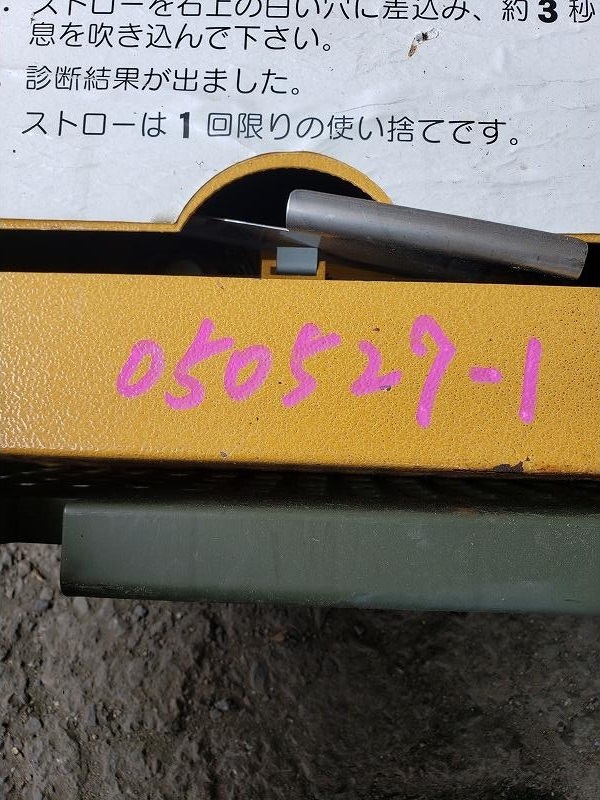 ・ ストローを右上の白い穴に差込み、約3秒
息を吹き込んで下さい。
診断結果が出ました。
ストローは1回限りの使い捨てです。
050527-1